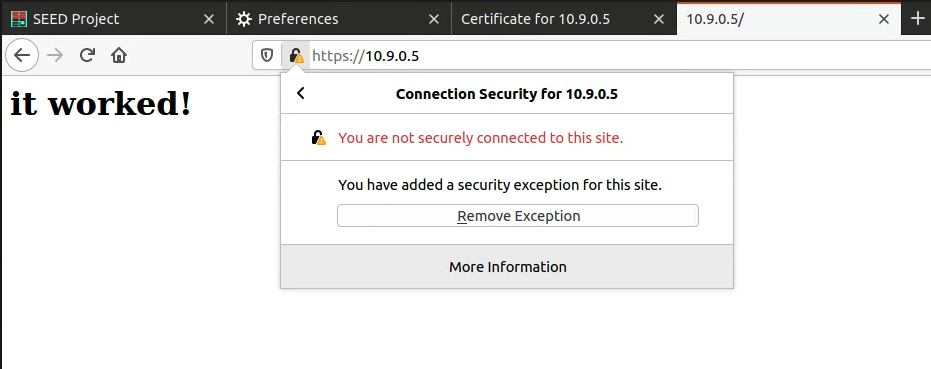 SEED Project
Preferences
Certificate for 10.9.0.5
10.9.0.5/
https://10.9.0.5
it worked!
Connection Security for 10.9.0.5
You are not securely connected to this site.
You have added a security exception for this site.
Remove Exception
More Information